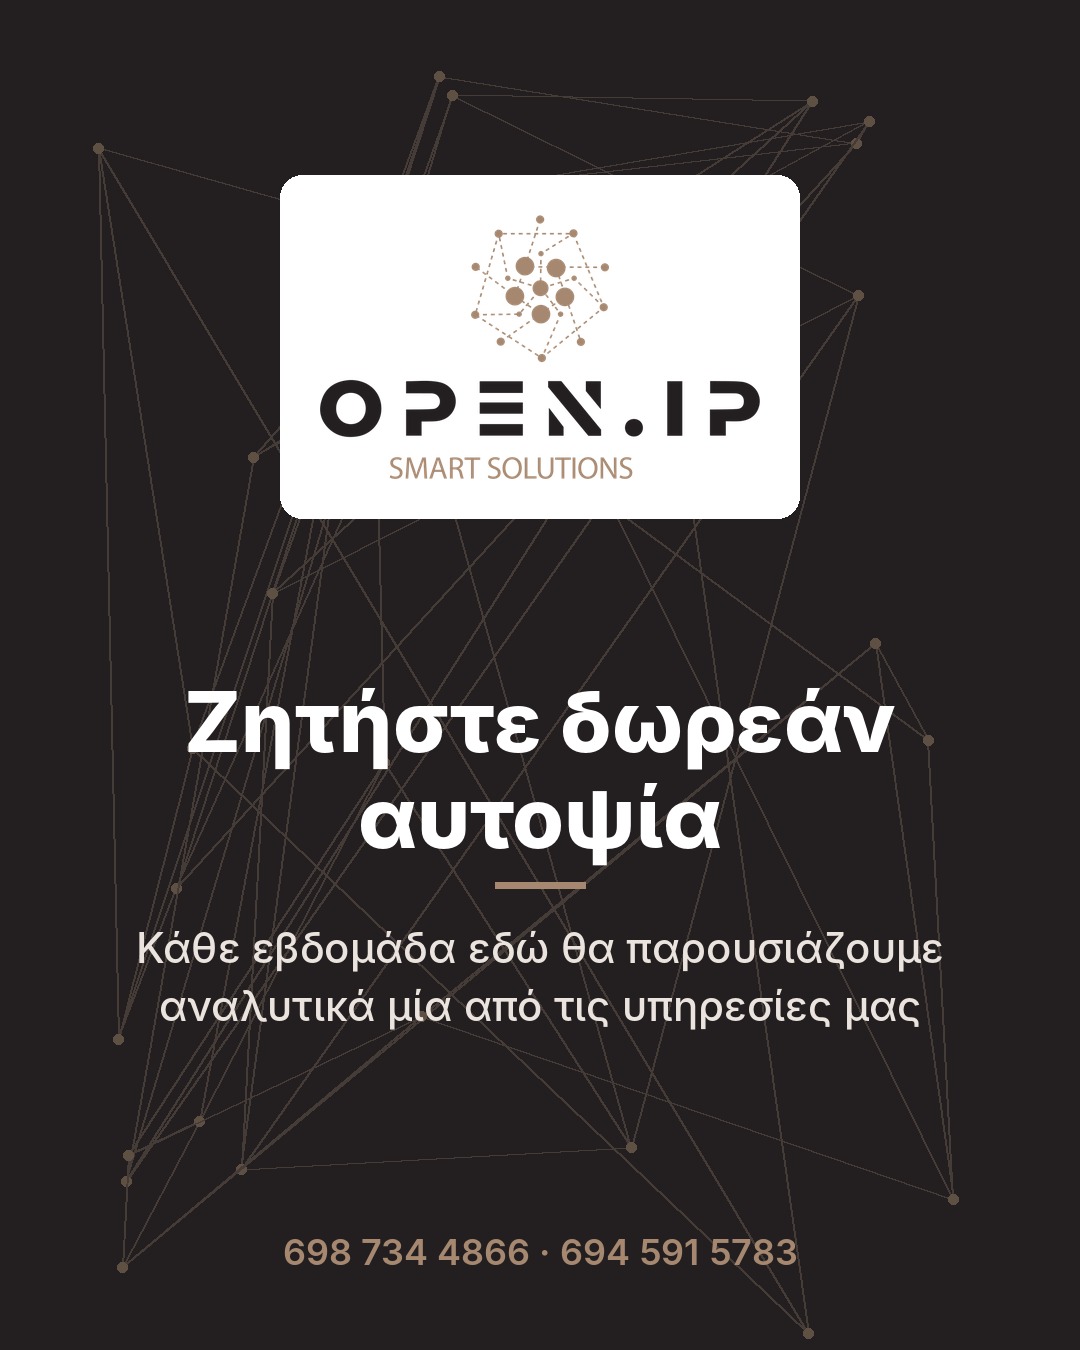 OPEN.IP
SMART SOLUTIONS
Ζητήστε δωρεάν
αυτοψία
Κάθε εβδομάδα εδώ θα παρουσιάζουμε
αναλυτικά μία από τις υπηρεσίες μας
698 734 4866 · 694 591 5783